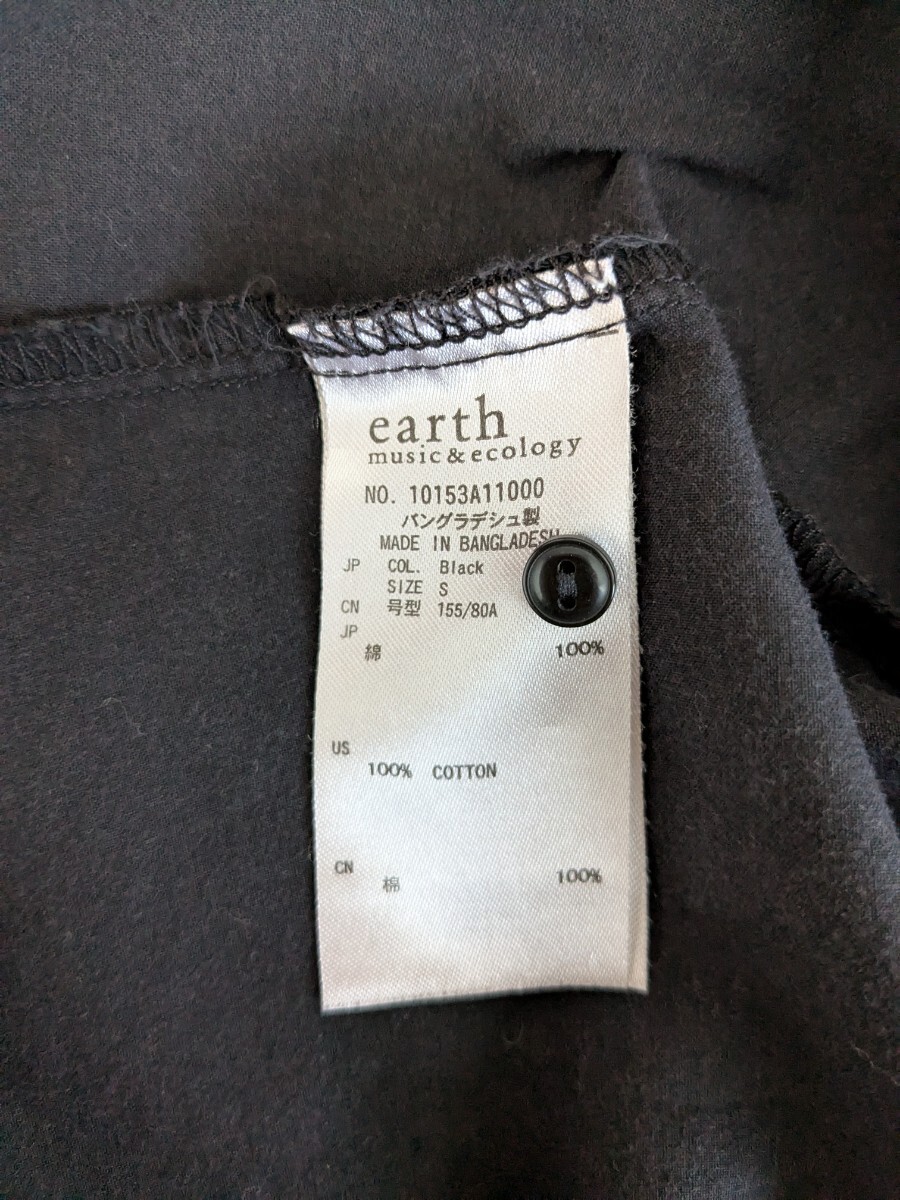 earth
music & ecology
NO. 10153A11000
バングラデシュ製
MADE IN BANGLADESH
JP COL. Black
SIZE S
CN 号型 155/80A
JP
綿 100%
US
100% COTTON
CN
棉 100%